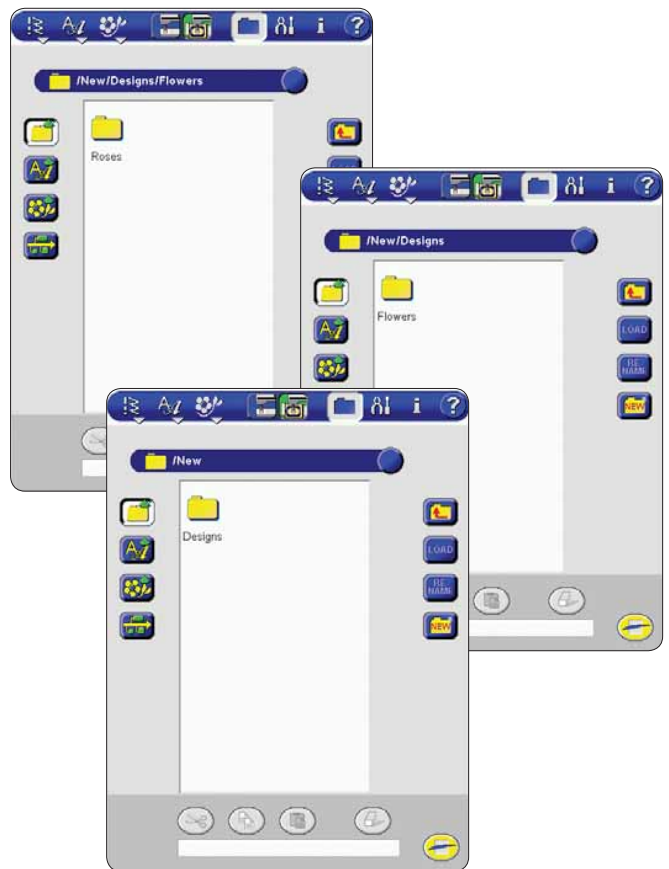 i ?
/New/Designs/Flowers
Roses
i ?
/New/Designs
Flowers
LOAD
RE
NAME
NEW
i ?
/New
Designs
LOAD
RE
NAME
NEW